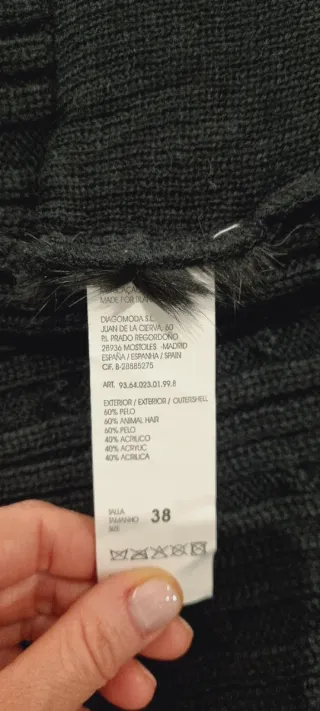 MADE FOR
DIAGOMODA S.L.
JUAN DE LA CIERVA, 60
P.I. PRADO REGORDOÑO
28936 MOSTOLES -MADRID
ESPAÑA / ESPANHA / SPAIN
CIF. B-28585275
ART. 93.64.023.01.99.8
EXTERIOR / EXTERIOR / OUTERSHELL
60% PELO
60% ANIMAL HAIR
60% PELO
40% ACRILICO
40% ACRYLIC
40% ACRILICA
TALLA
TAMANHO 38
SIZE